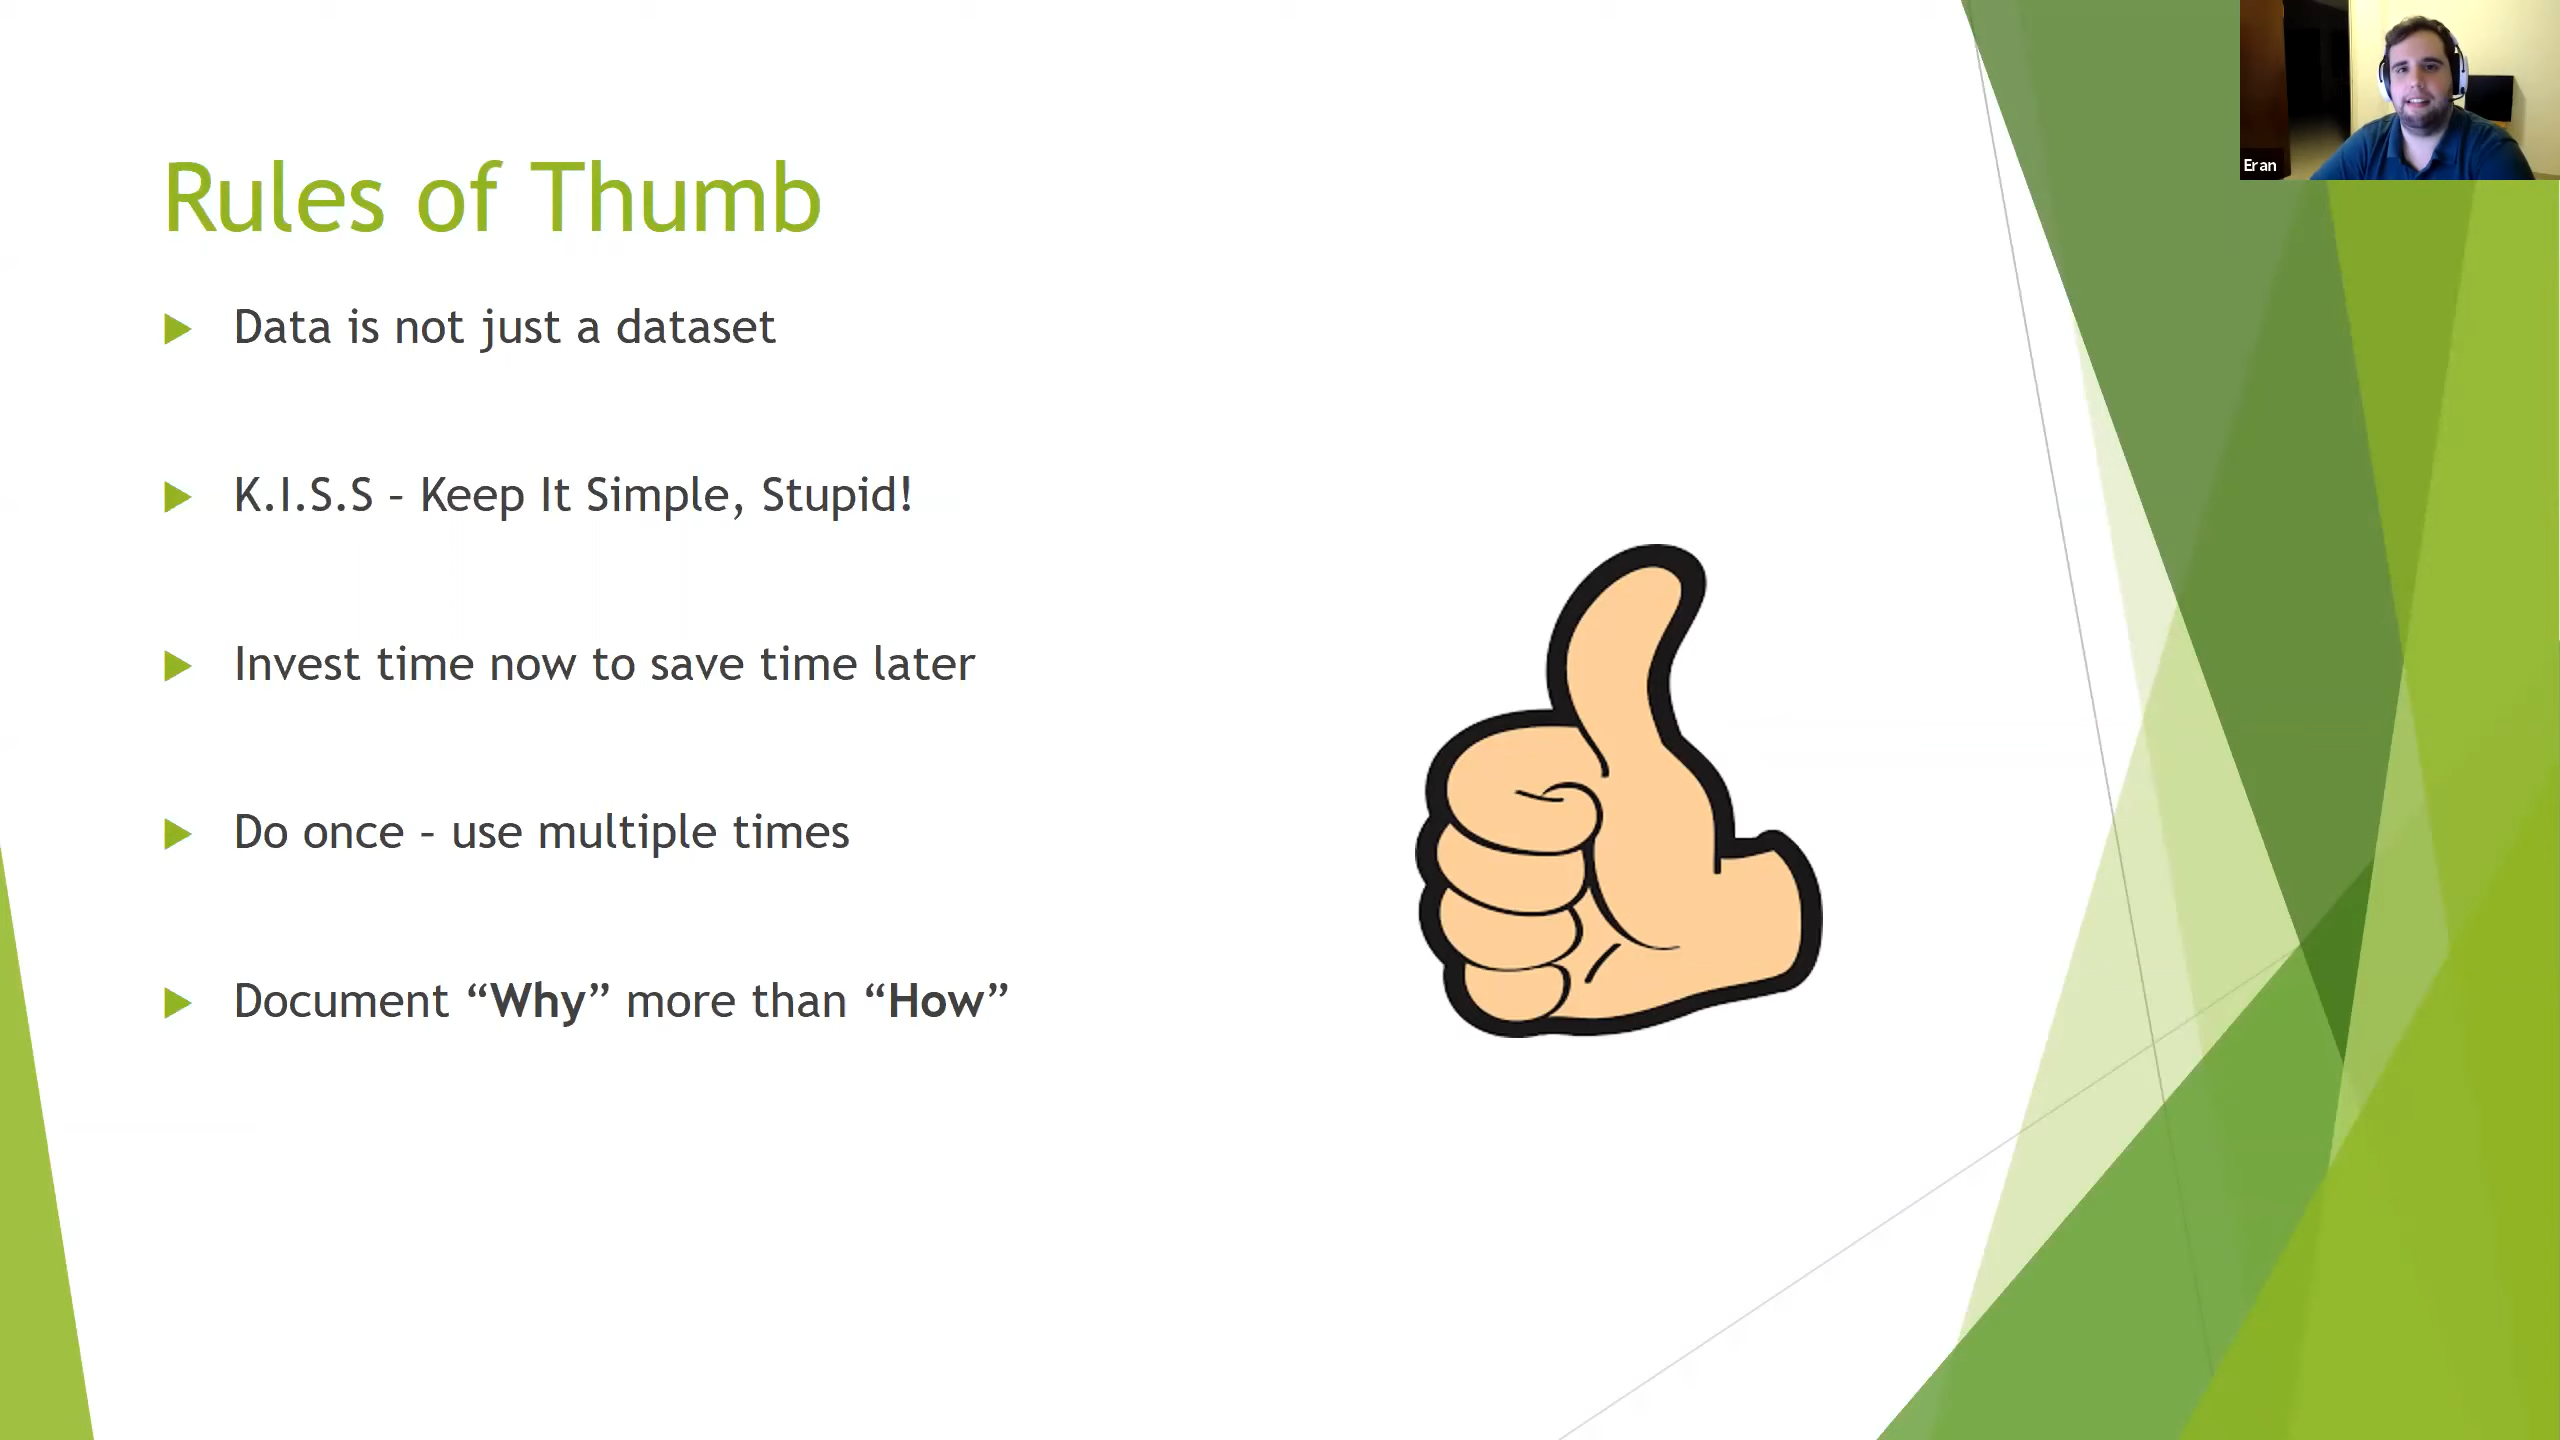 Rules of Thumb
Data is not just a dataset
K.I.S.S – Keep It Simple, Stupid!
Invest time now to save time later
Do once – use multiple times
Document “Why” more than “How”
Eran